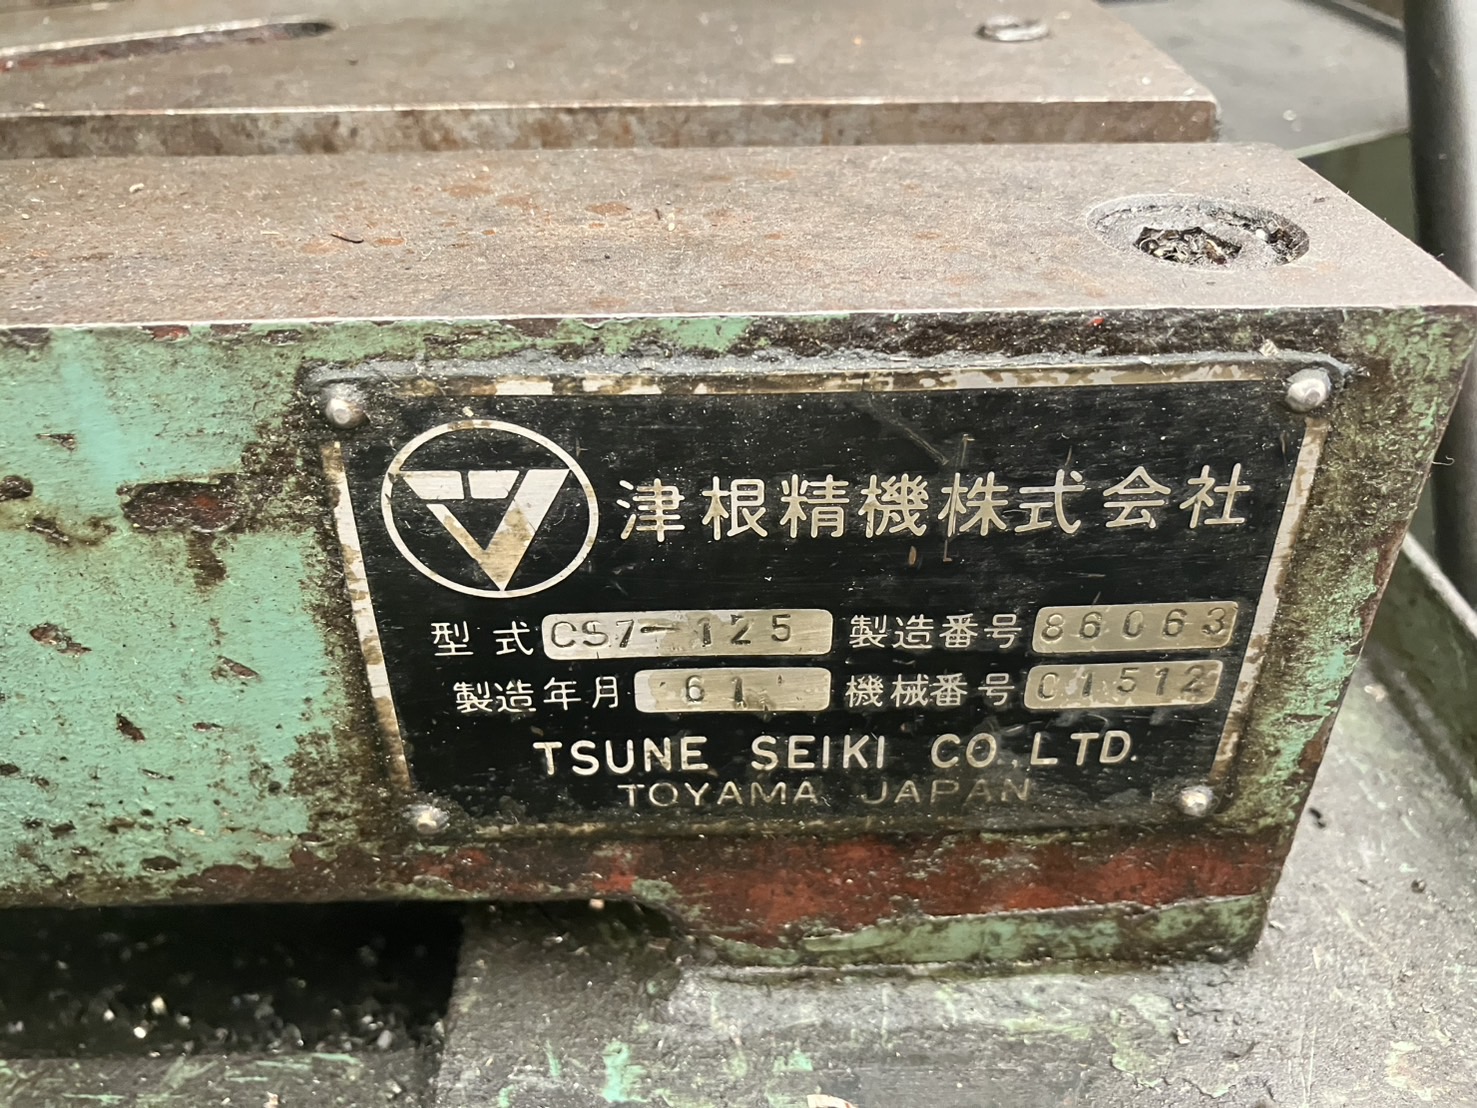 津根精機株式会社
型式 CS7-125 製造番号 86063
製造年月 61. 機械番号 01512
TSUNE SEIKI CO.,LTD.
TOYAMA JAPAN